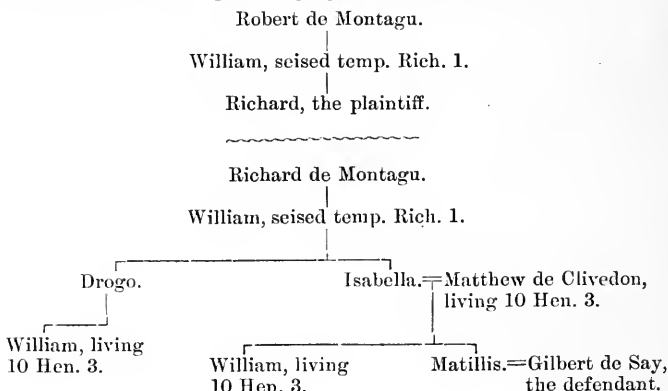 Robert de Montagu.
William, seised temp. Rich. 1.
Richard, the plaintiff.
Richard de Montagu.
William, seised temp. Rich. 1.
Drogo.
Isabella.=Matthew de Clivedon,
living 10 Hen. 3.
William, living
10 Hen. 3.
William, living
10 Hen. 3.
Matillis.=Gilbert de Say,
the defendant.